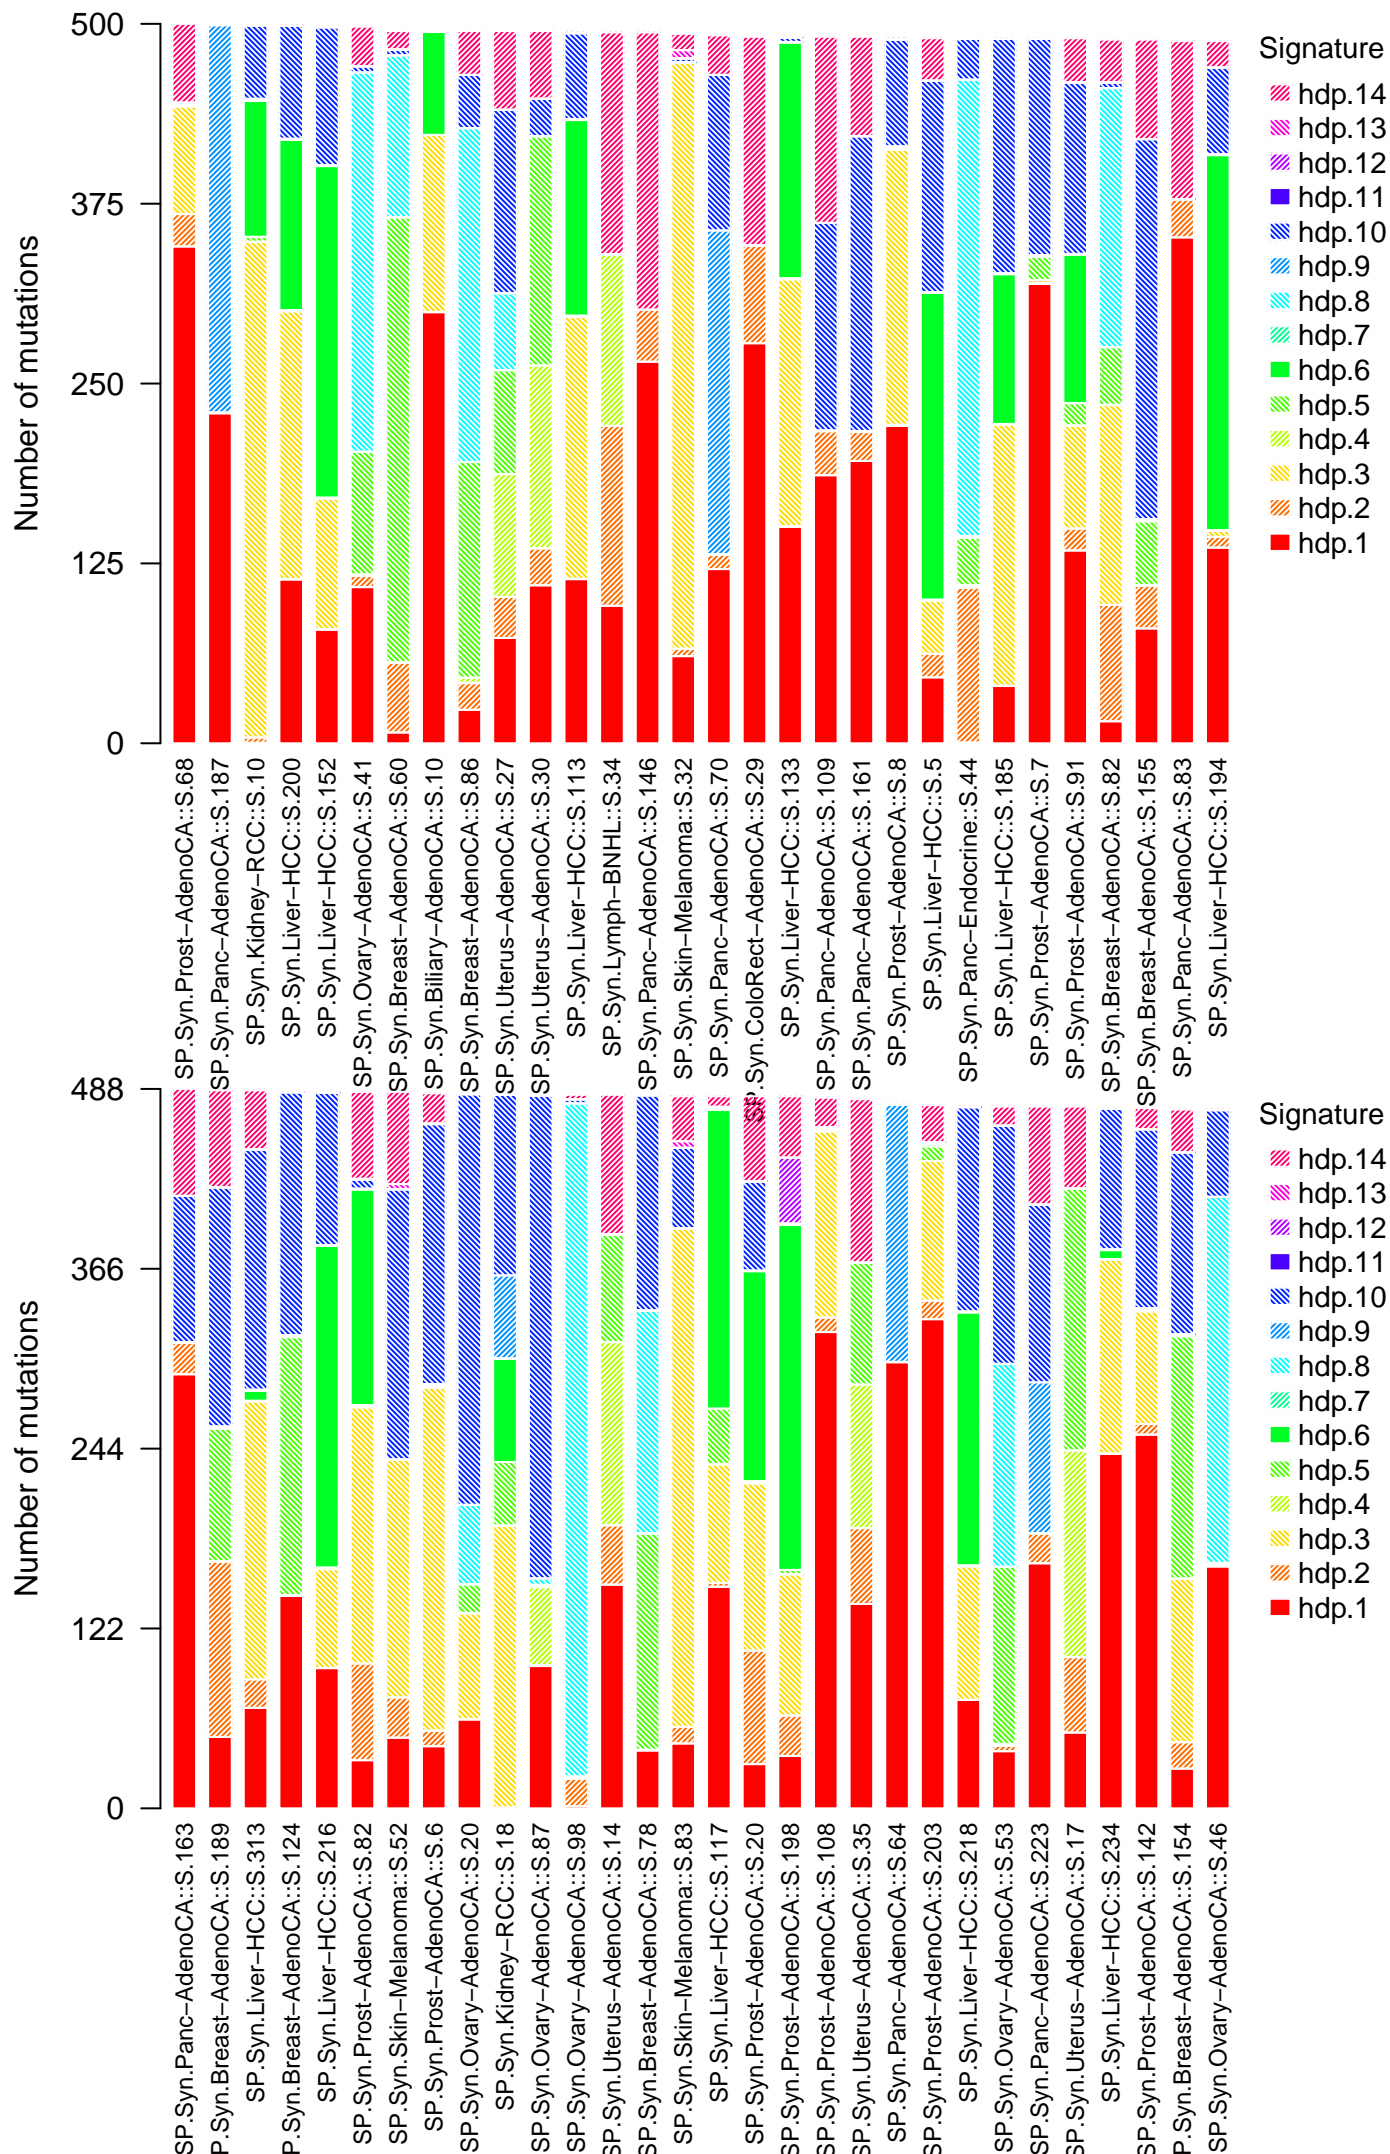 Number of mutations
500
375
250
125
0
Signature
hdp.14
hdp.13
hdp.12
hdp.11
hdp.10
hdp.9
hdp.8
hdp.7
hdp.6
hdp.5
hdp.4
hdp.3
hdp.2
hdp.1
SP.Syn.Prost−AdenoCA::S.68
SP.Syn.Panc−AdenoCA::S.187
SP.Syn.Kidney−RCC::S.10
SP.Syn.Liver−HCC::S.200
SP.Syn.Liver−HCC::S.152
SP.Syn.Ovary−AdenoCA::S.41
SP.Syn.Breast−AdenoCA::S.60
SP.Syn.Biliary−AdenoCA::S.10
SP.Syn.Breast−AdenoCA::S.86
SP.Syn.Uterus−AdenoCA::S.27
SP.Syn.Uterus−AdenoCA::S.30
SP.Syn.Liver−HCC::S.113
SP.Syn.Lymph−BNHL::S.34
SP.Syn.Panc−AdenoCA::S.146
SP.Syn.Skin−Melanoma::S.32
SP.Syn.Panc−AdenoCA::S.70
SP.Syn.ColoRect−AdenoCA::S.29
SP.Syn.Liver−HCC::S.133
SP.Syn.Panc−AdenoCA::S.109
SP.Syn.Panc−AdenoCA::S.161
SP.Syn.Prost−AdenoCA::S.8
SP.Syn.Liver−HCC::S.5
SP.Syn.Panc−Endocrine::S.44
SP.Syn.Liver−HCC::S.185
SP.Syn.Prost−AdenoCA::S.7
SP.Syn.Prost−AdenoCA::S.91
SP.Syn.Breast−AdenoCA::S.82
SP.Syn.Breast−AdenoCA::S.155
SP.Syn.Panc−AdenoCA::S.83
SP.Syn.Liver−HCC::S.194
Number of mutations
488
366
244
122
0
Signature
hdp.14
hdp.13
hdp.12
hdp.11
hdp.10
hdp.9
hdp.8
hdp.7
hdp.6
hdp.5
hdp.4
hdp.3
hdp.2
hdp.1
SP.Syn.Panc−AdenoCA::S.163
P.Syn.Breast−AdenoCA::S.189
SP.Syn.Liver−HCC::S.313
P.Syn.Breast−AdenoCA::S.124
SP.Syn.Liver−HCC::S.216
SP.Syn.Prost−AdenoCA::S.82
SP.Syn.Skin−Melanoma::S.52
SP.Syn.Prost−AdenoCA::S.6
SP.Syn.Ovary−AdenoCA::S.20
SP.Syn.Kidney−RCC::S.18
SP.Syn.Ovary−AdenoCA::S.87
SP.Syn.Ovary−AdenoCA::S.98
SP.Syn.Uterus−AdenoCA::S.14
SP.Syn.Breast−AdenoCA::S.78
SP.Syn.Skin−Melanoma::S.83
SP.Syn.Liver−HCC::S.117
SP.Syn.Prost−AdenoCA::S.20
SP.Syn.Prost−AdenoCA::S.198
SP.Syn.Prost−AdenoCA::S.108
SP.Syn.Uterus−AdenoCA::S.35
SP.Syn.Panc−AdenoCA::S.64
SP.Syn.Prost−AdenoCA::S.203
SP.Syn.Liver−HCC::S.218
SP.Syn.Ovary−AdenoCA::S.53
SP.Syn.Panc−AdenoCA::S.223
SP.Syn.Uterus−AdenoCA::S.17
SP.Syn.Liver−HCC::S.234
SP.Syn.Prost−AdenoCA::S.142
P.Syn.Breast−AdenoCA::S.154
SP.Syn.Ovary−AdenoCA::S.46